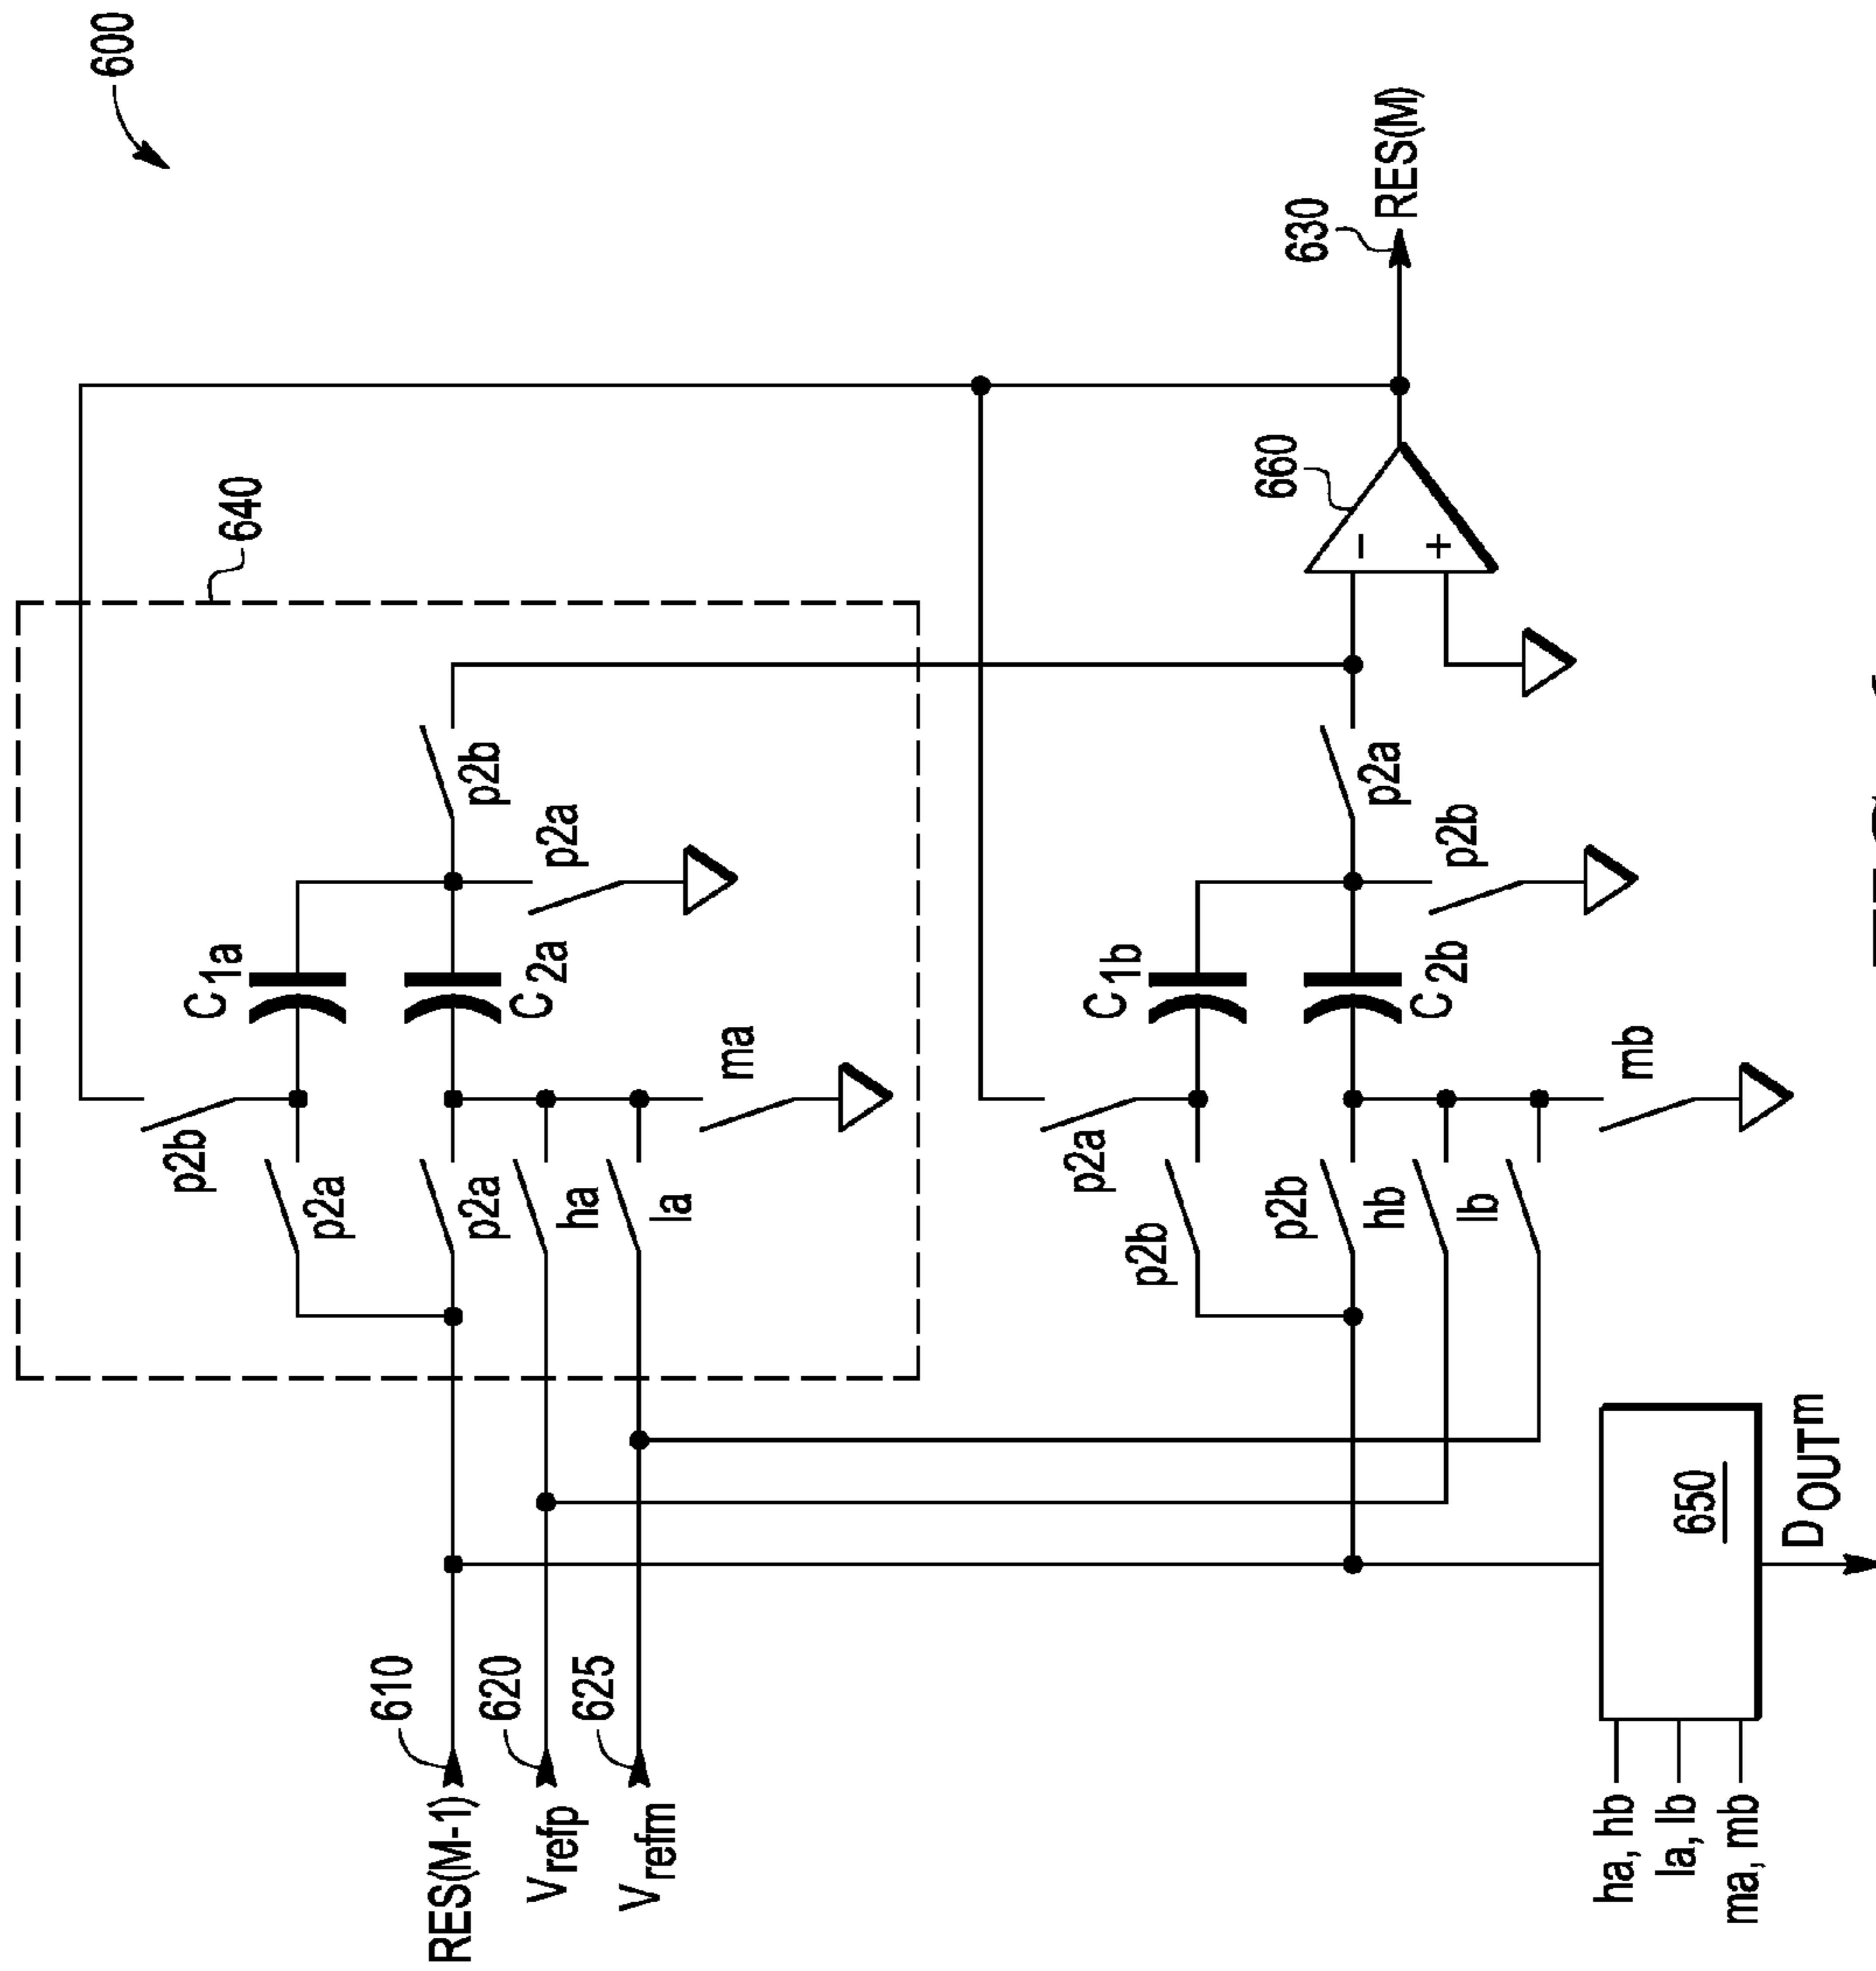 600
640
C1a
p2b
p2a
p2b
C2a
p2a
p2a
ha
la
ma
610
RES(M-1)
620
Vrefp
625
Vrefm
660
-
+
630
RES(M)
C1b
p2a
p2b
p2a
C2b
p2b
p2b
hb
lb
mb
650
ha, hb
la, lb
ma, mb
DOUTm